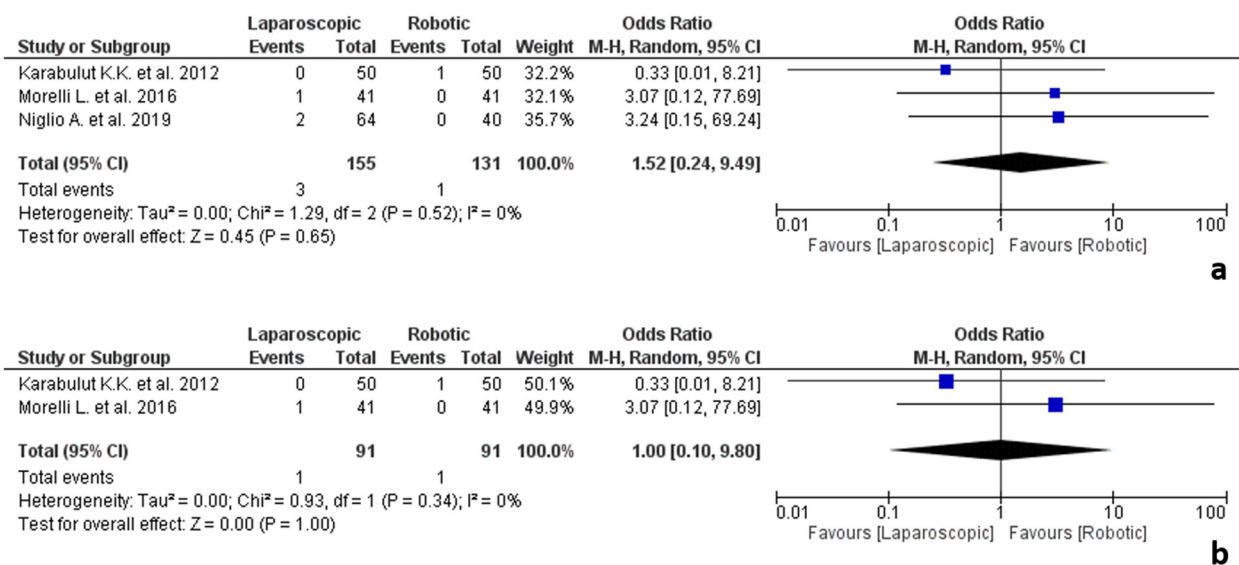 Laparoscopic Robotic Odds Ratio Odds Ratio
Study or Subgroup Events Total Events Total Weight M-H, Random, 95% CI M-H, Random, 95% CI
Karabulut K.K. et al. 2012 0 50 1 50 32.2% 0.33 [0.01, 8.21]
Morelli L. et al. 2016 1 41 0 41 32.1% 3.07 [0.12, 77.69]
Niglio A. et al. 2019 2 64 0 40 35.7% 3.24 [0.15, 69.24]
Total (95% CI) 155 131 100.0% 1.52 [0.24, 9.49]
Total events 3 1
Heterogeneity: Tau² = 0.00; Chi² = 1.29, df = 2 (P = 0.52); I² = 0%
Test for overall effect: Z = 0.45 (P = 0.65)
0.01 0.1 1 10 100
Favours [Laparoscopic] Favours [Robotic]
a
Laparoscopic Robotic Odds Ratio Odds Ratio
Study or Subgroup Events Total Events Total Weight M-H, Random, 95% CI M-H, Random, 95% CI
Karabulut K.K. et al. 2012 0 50 1 50 50.1% 0.33 [0.01, 8.21]
Morelli L. et al. 2016 1 41 0 41 49.9% 3.07 [0.12, 77.69]
Total (95% CI) 91 91 100.0% 1.00 [0.10, 9.80]
Total events 1 1
Heterogeneity: Tau² = 0.00; Chi² = 0.93, df = 1 (P = 0.34); I² = 0%
Test for overall effect: Z = 0.00 (P = 1.00)
0.01 0.1 1 10 100
Favours [Laparoscopic] Favours [Robotic]
b